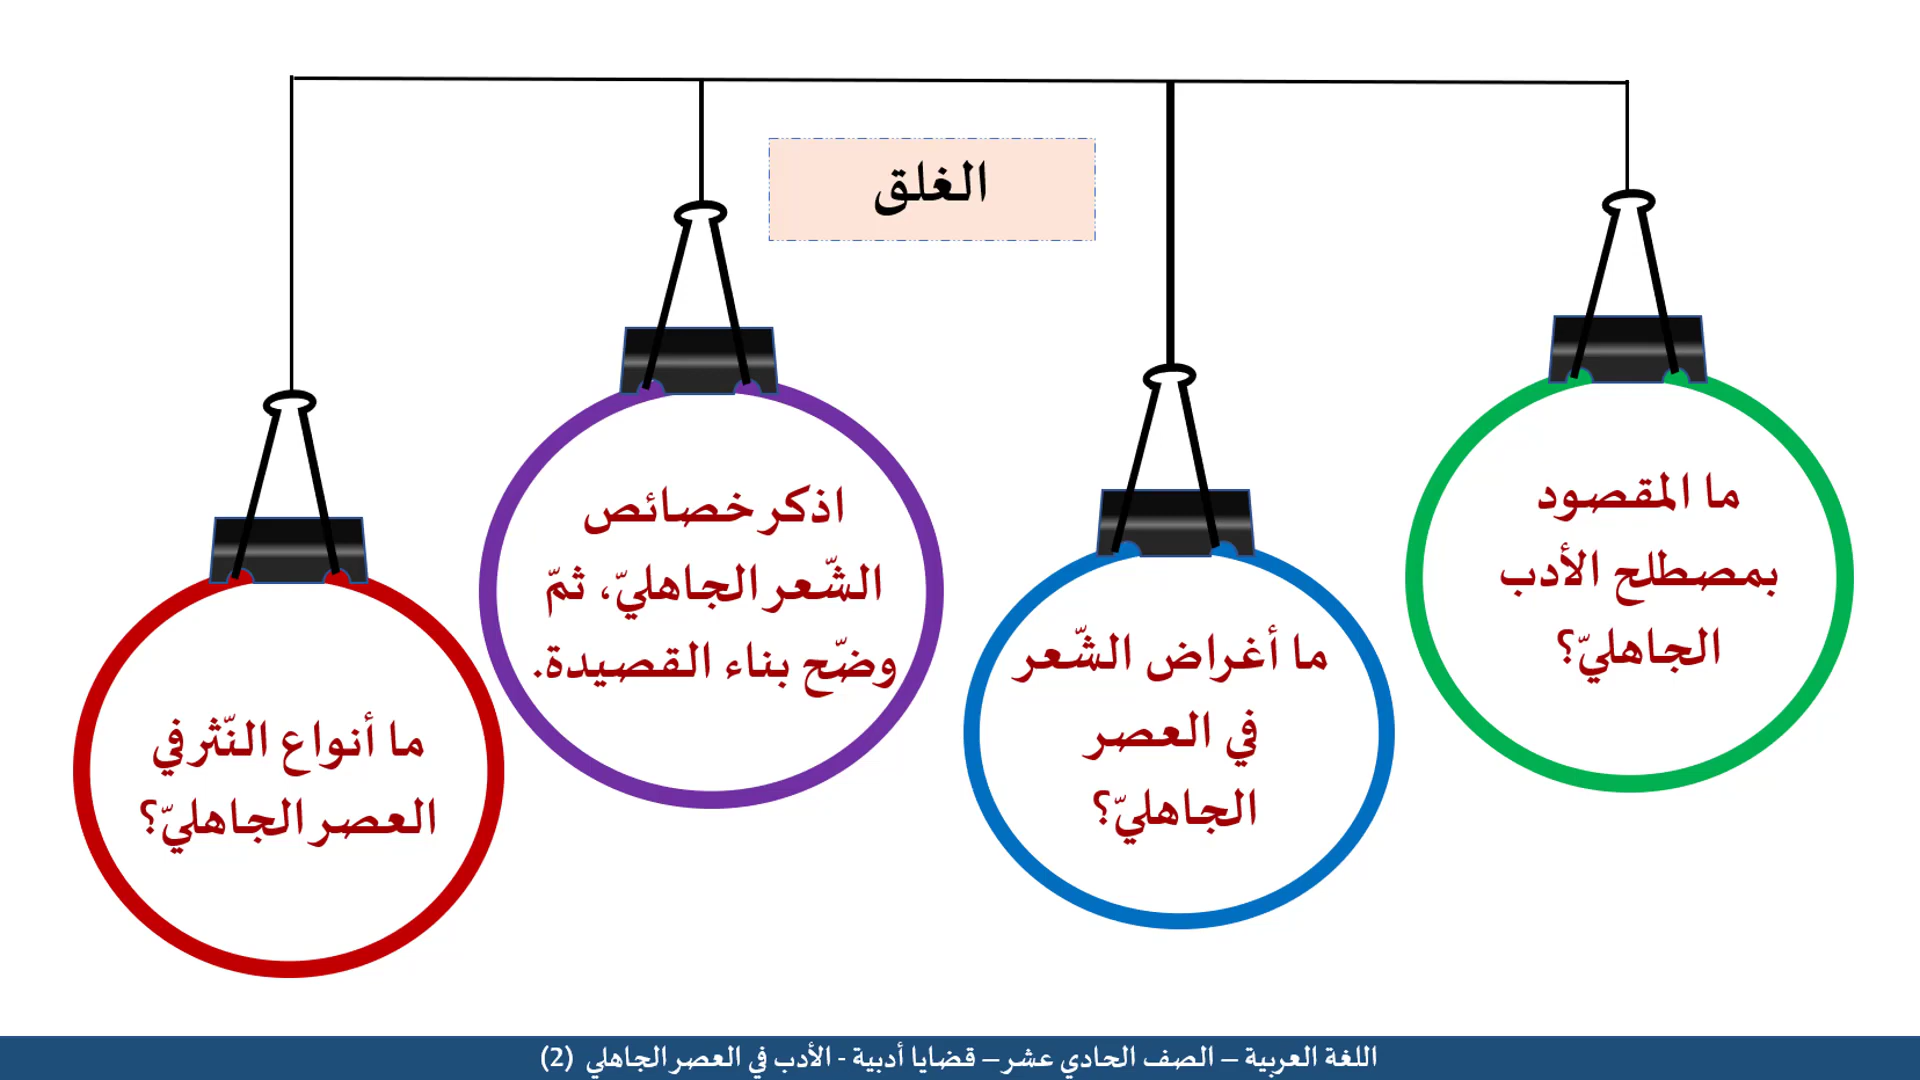 الغلق
ما المقصود
بمصطلح الأدب
الجاهليّ؟
ما أغراض الشّعر
في العصر
الجاهليّ؟
اذكر خصائص
الشّعر الجاهليّ، ثمّ
وضّح بناء القصيدة.
ما أنواع النّثر في
العصر الجاهليّ؟
اللغة العربية – الصف الحادي عشر – قضايا أدبية - الأدب في العصر الجاهلي (2)